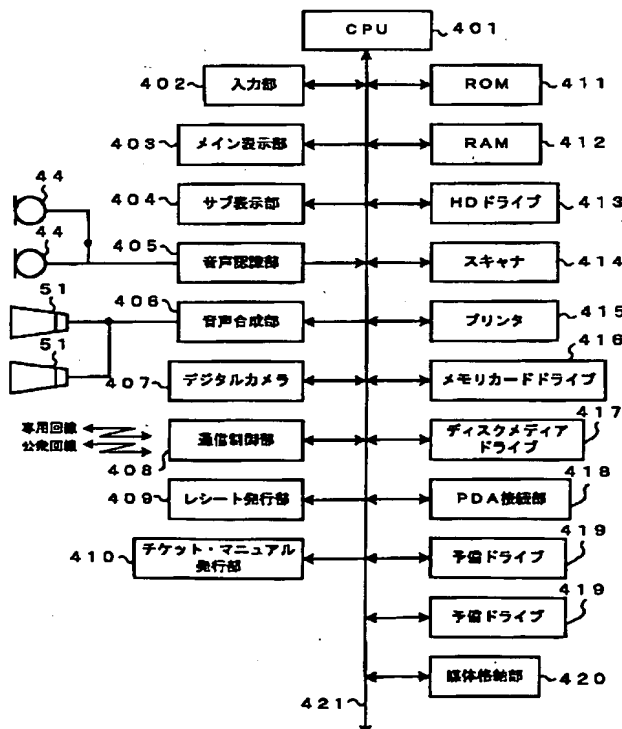 CPU
401
402
入力部
ROM
411
403
メイン表示部
RAM
412
44
404
サブ表示部
HDドライブ
413
44
405
音声認識部
スキャナ
414
51
406
音声合成部
プリンタ
415
51
407
デジタルカメラ
メモリカードドライブ
416
専用回線
公衆回線
408
通信制御部
ディスクメディア
ドライブ
417
409
レシート発行部
PDA接続部
418
410
チケット・マニュアル
発行部
予備ドライブ
419
予備ドライブ
419
媒体格納部
420
421